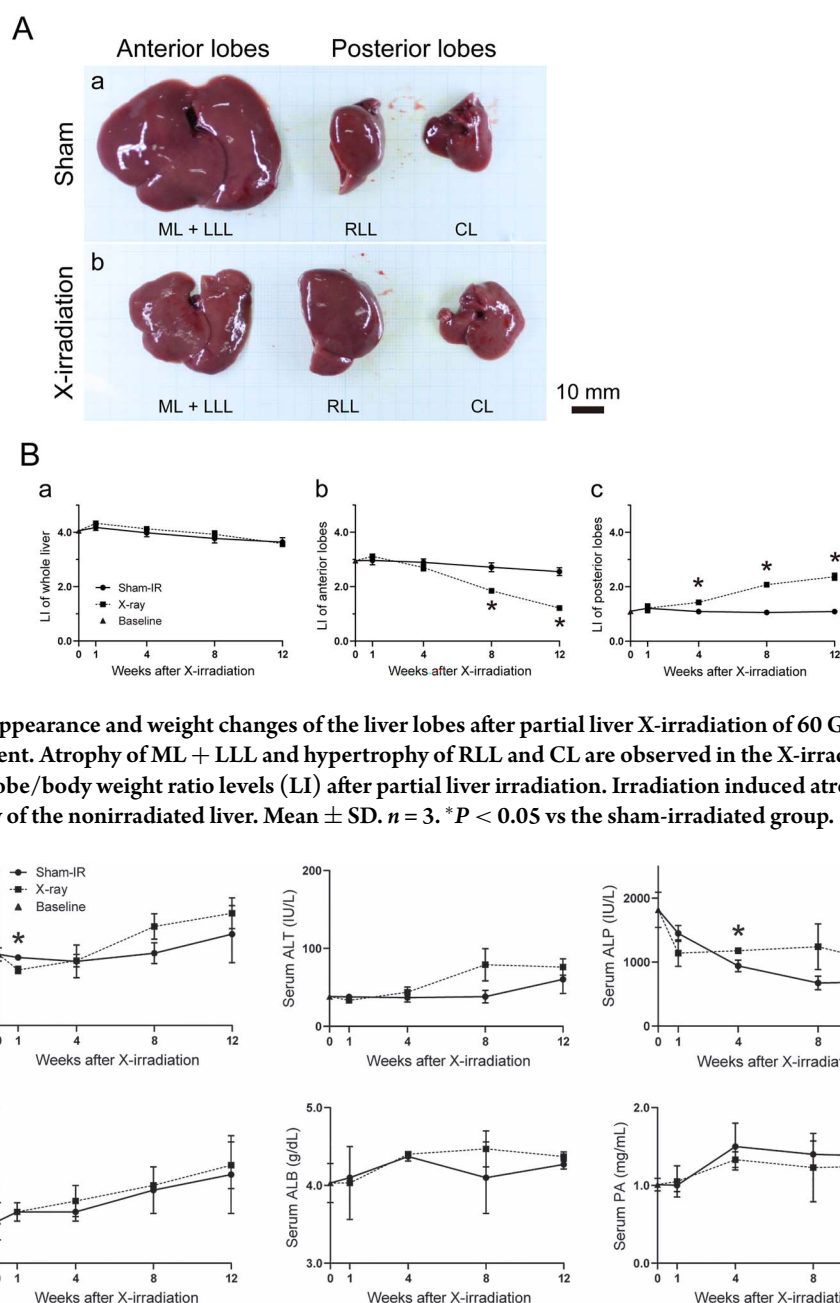 A
Anterior lobes Posterior lobes
a
Sham
ML + LLL RLL CL
b
X-irradiation
ML + LLL RLL CL
10 mm
B
a
LI of whole liver
4.0
2.0
0.0
Sham-IR
X-ray
Baseline
0 1 4 8 12
Weeks after X-irradiation
b
LI of anterior lobes
4.0
2.0
0.0
*
*
0 1 4 8 12
Weeks after X-irradiation
c
LI of posterior lobes
4.0
2.0
0.0
*
*
*
0 1 4 8 12
Weeks after X-irradiation
ppearance and weight changes of the liver lobes after partial liver X-irradiation of 60 G
ent. Atrophy of ML + LLL and hypertrophy of RLL and CL are observed in the X-irrad
obe/body weight ratio levels (LI) after partial liver irradiation. Irradiation induced atro
y of the nonirradiated liver. Mean ± SD. n = 3. *P < 0.05 vs the sham-irradiated group.
Sham-IR
X-ray
Baseline
*
0 1 4 8 12
Weeks after X-irradiation
Serum ALT (IU/L)
200
100
0
0 1 4 8 12
Weeks after X-irradiation
Serum ALP (IU/L)
2000
1000
0
*
0 1 4 8
Weeks after X-irradia
0 1 4 8 12
Weeks after X-irradiation
Serum ALB (g/dL)
5.0
4.0
3.0
0 1 4 8 12
Weeks after X-irradiation
Serum PA (mg/mL)
2.0
1.0
0.0
0 1 4 8
Weeks after X-irradia